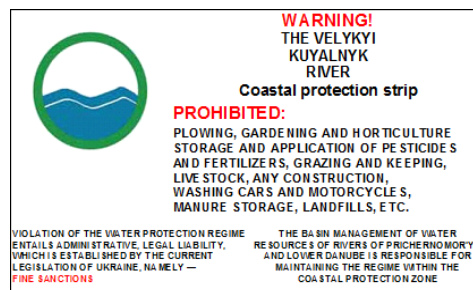 WARNING!
THE VELYKYI
KUYALNYK
RIVER
Coastal protection strip
PROHIBITED:
PLOWING, GARDENING AND HORTICULTURE
STORAGE AND APPLICATION OF PESTICIDES
AND FERTILIZERS, GRAZING AND KEEPING,
LIVESTOCK, ANY CONSTRUCTION,
WASHING CARS AND MOTORCYCLES,
MANURE STORAGE, LANDFILLS, ETC.
VIOLATION OF THE WATER PROTECTION REGIME
ENTAILS ADMINISTRATIVE, LEGAL LIABILITY,
WHICH IS ESTABLISHED BY THE CURRENT
LEGISLATION OF UKRAINE, NAMELY —
FINE SANCTIONS
THE BASIN MANAGEMENT OF WATER
RESOURCES OF RIVERS OF PRICHERNOMORY
AND LOWER DANUBE IS RESPONSIBLE FOR
MAINTAINING THE REGIME WITHIN THE
COASTAL PROTECTION ZONE